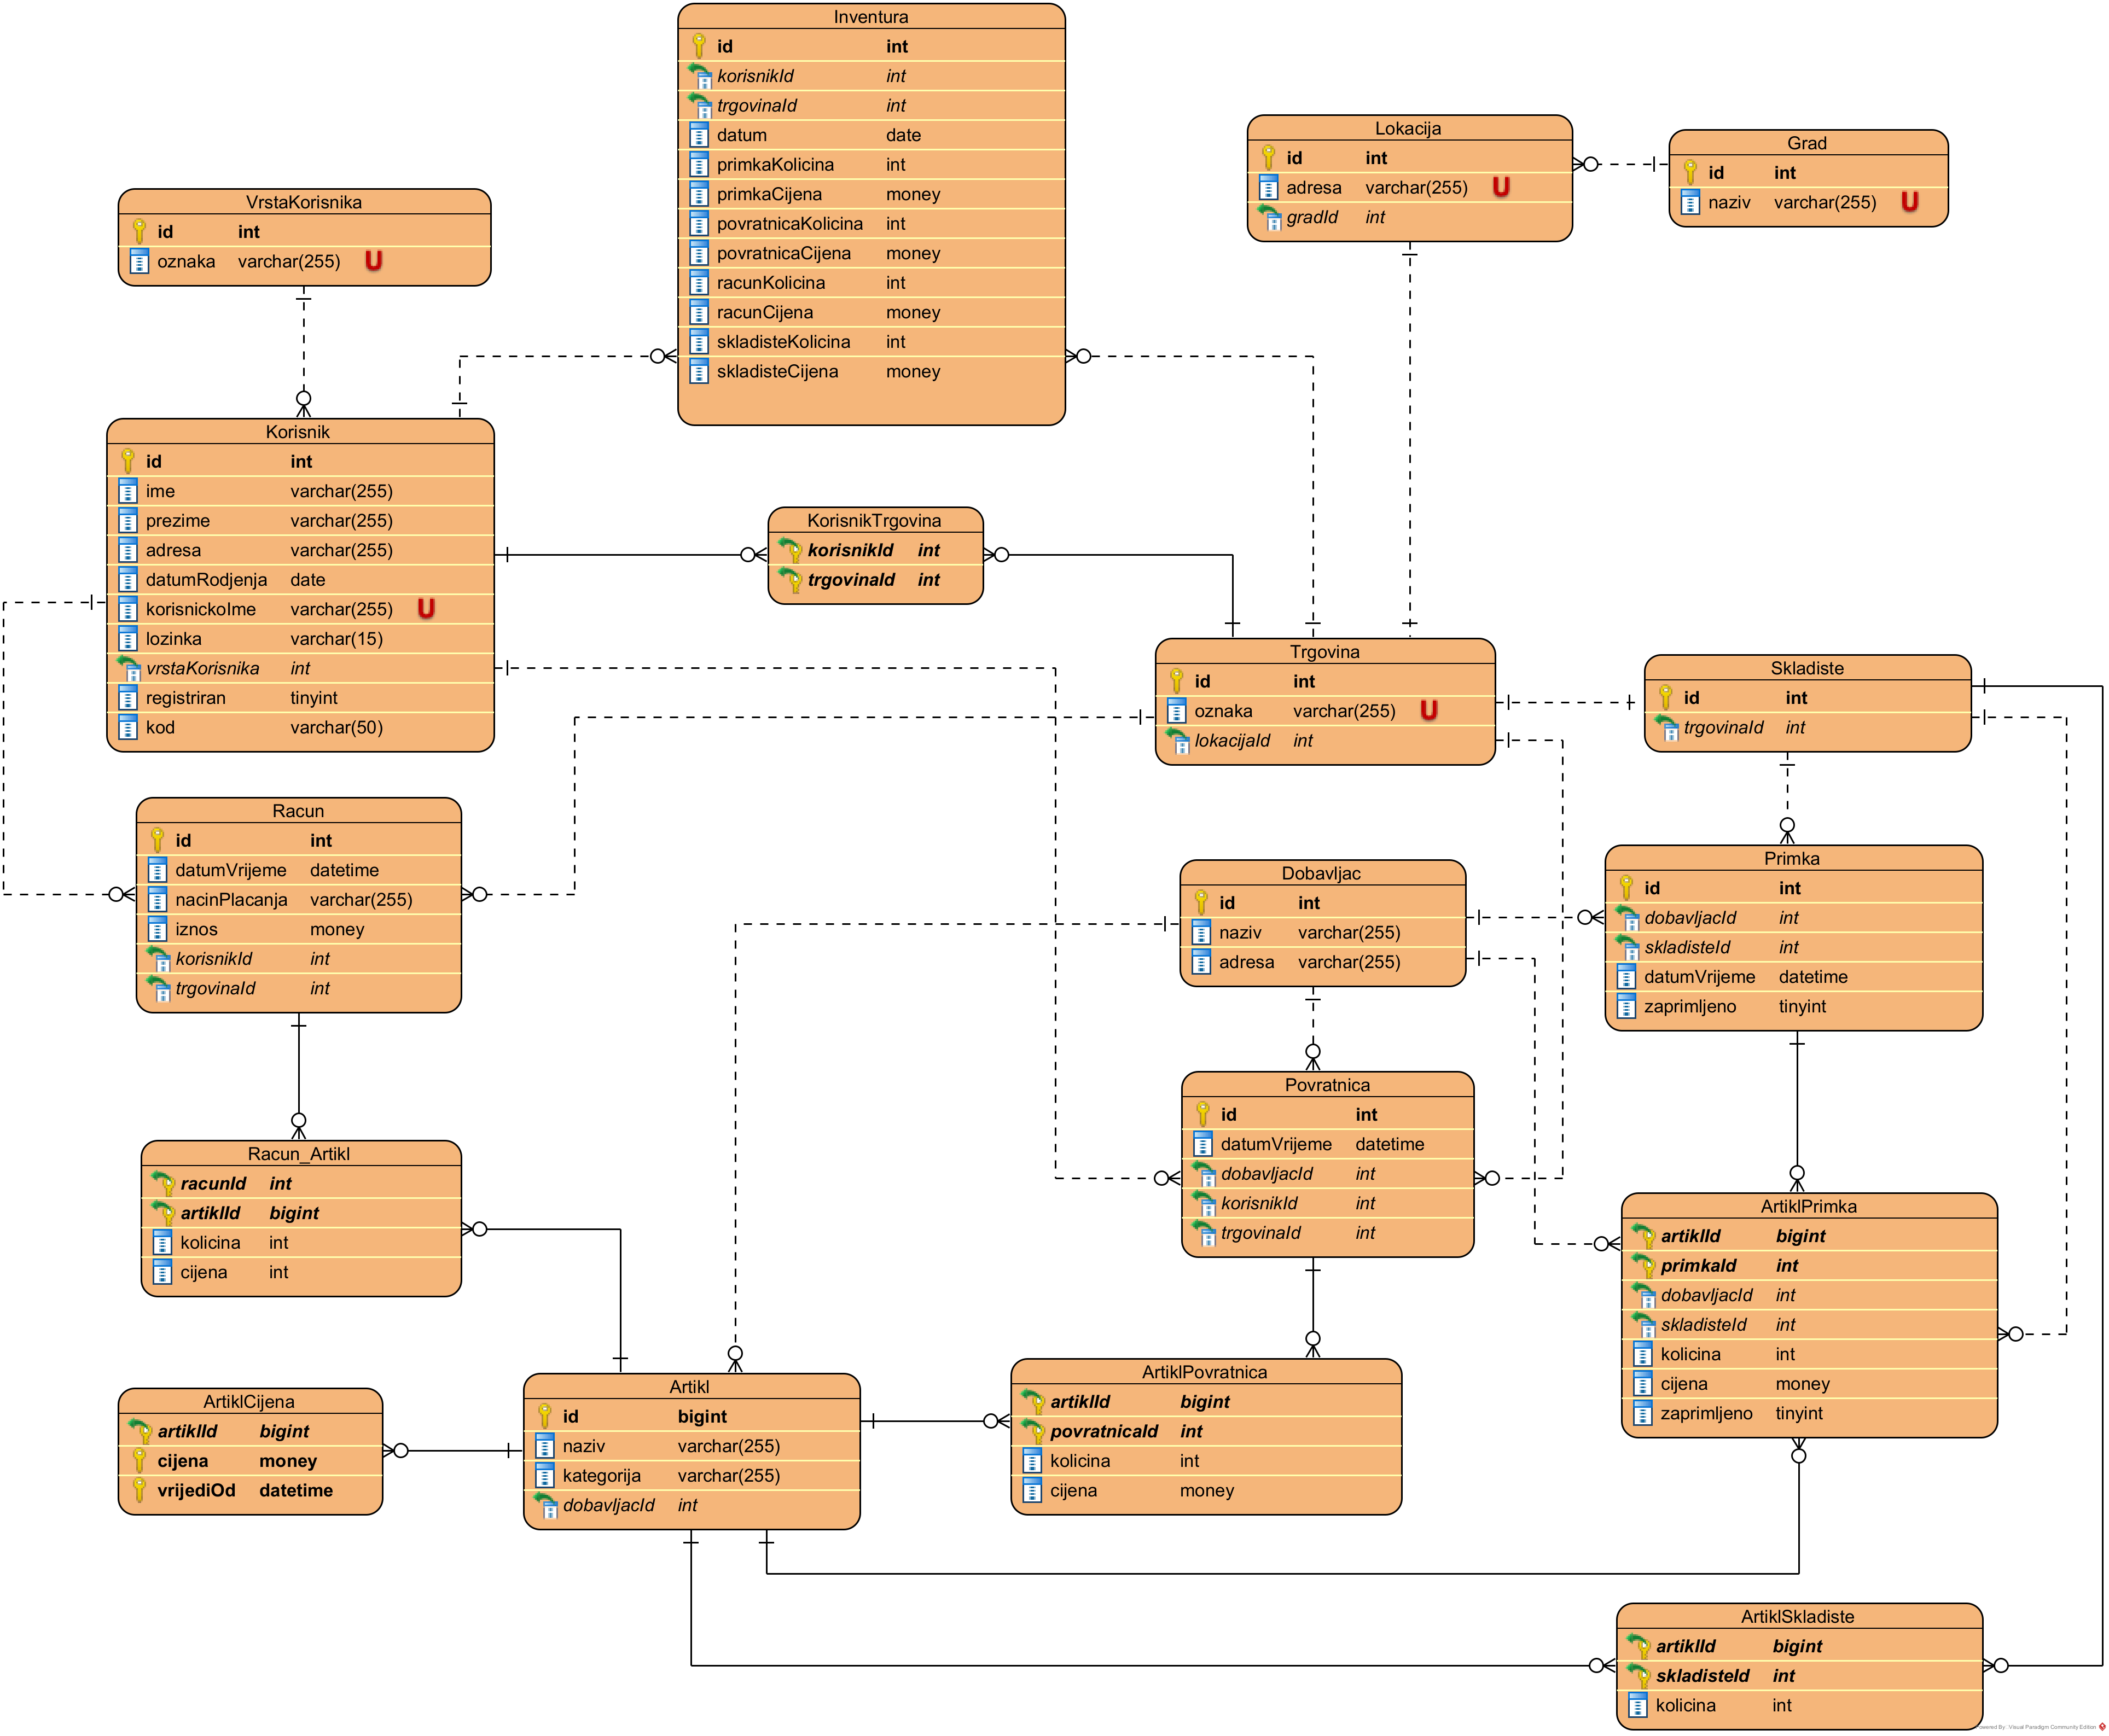 Inventura
id int
korisnikId int
trgovinaId int
datum date
primkaKolicina int
primkaCijena money
povratnicaKolicina int
povratnicaCijena money
racunKolicina int
racunCijena money
skladisteKolicina int
skladisteCijena money
Lokacija
id int
adresa varchar(255) U
gradId int
Grad
id int
naziv varchar(255) U
VrstaKorisnika
id int
oznaka varchar(255) U
Korisnik
id int
ime varchar(255)
prezime varchar(255)
adresa varchar(255)
datumRodjenja date
korisnickoIme varchar(255) U
lozinka varchar(15)
vrstaKorisnika int
registriran tinyint
kod varchar(50)
KorisnikTrgovina
korisnikId int
trgovinaId int
Trgovina
id int
oznaka varchar(255) U
lokacijaId int
Skladiste
id int
trgovinaId int
Racun
id int
datumVrijeme datetime
nacinPlacanja varchar(255)
iznos money
korisnikId int
trgovinaId int
Dobavljac
id int
naziv varchar(255)
adresa varchar(255)
Primka
id int
dobavljacId int
skladisteId int
datumVrijeme datetime
zaprimljeno tinyint
Povratnica
id int
datumVrijeme datetime
dobavljacId int
korisnikId int
trgovinaId int
Racun_Artikl
racunId int
artiklId bigint
kolicina int
cijena int
ArtiklPrimka
artiklId bigint
primkaId int
dobavljacId int
skladisteId int
kolicina int
cijena money
zaprimljeno tinyint
ArtiklCijena
artiklId bigint
cijena money
vrijediOd datetime
Artikl
id bigint
naziv varchar(255)
kategorija varchar(255)
dobavljacId int
ArtiklPovratnica
artiklId bigint
povratnicaId int
kolicina int
cijena money
ArtiklSkladiste
artiklId bigint
skladisteId int
kolicina int
Powered By Visual Paradigm Community Edition